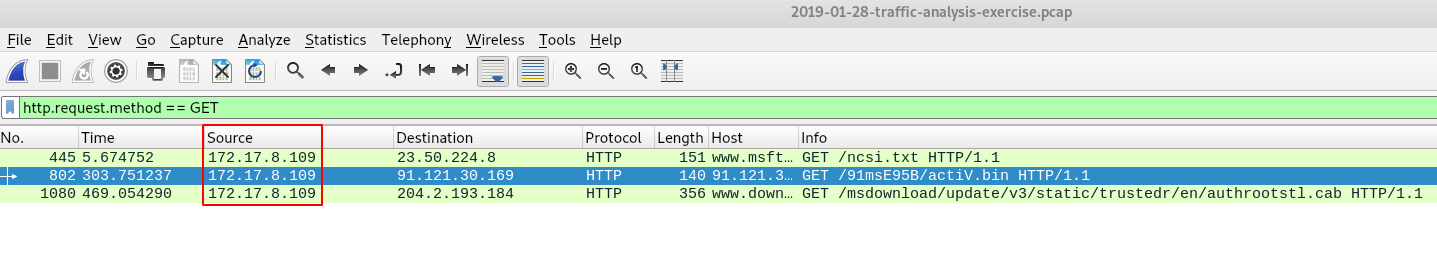 2019-01-28-traffic-analysis-exercise.pcap
File Edit View Go Capture Analyze Statistics Telephony Wireless Tools Help
http.request.method == GET
No. Time Source Destination Protocol Length Host Info
445 5.674752 172.17.8.109 23.50.224.8 HTTP 151 www.msft… GET /ncsi.txt HTTP/1.1
802 303.751237 172.17.8.109 91.121.30.169 HTTP 140 91.121.3… GET /91msE95B/actiV.bin HTTP/1.1
1080 469.054290 172.17.8.109 204.2.193.184 HTTP 356 www.down… GET /msdownload/update/v3/static/trustedr/en/authrootstl.cab HTTP/1.1